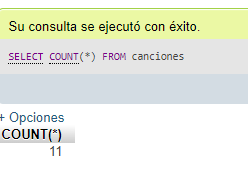 Su consulta se ejecutó con éxito.
SELECT COUNT(*) FROM canciones
+ Opciones
COUNT(*)
11